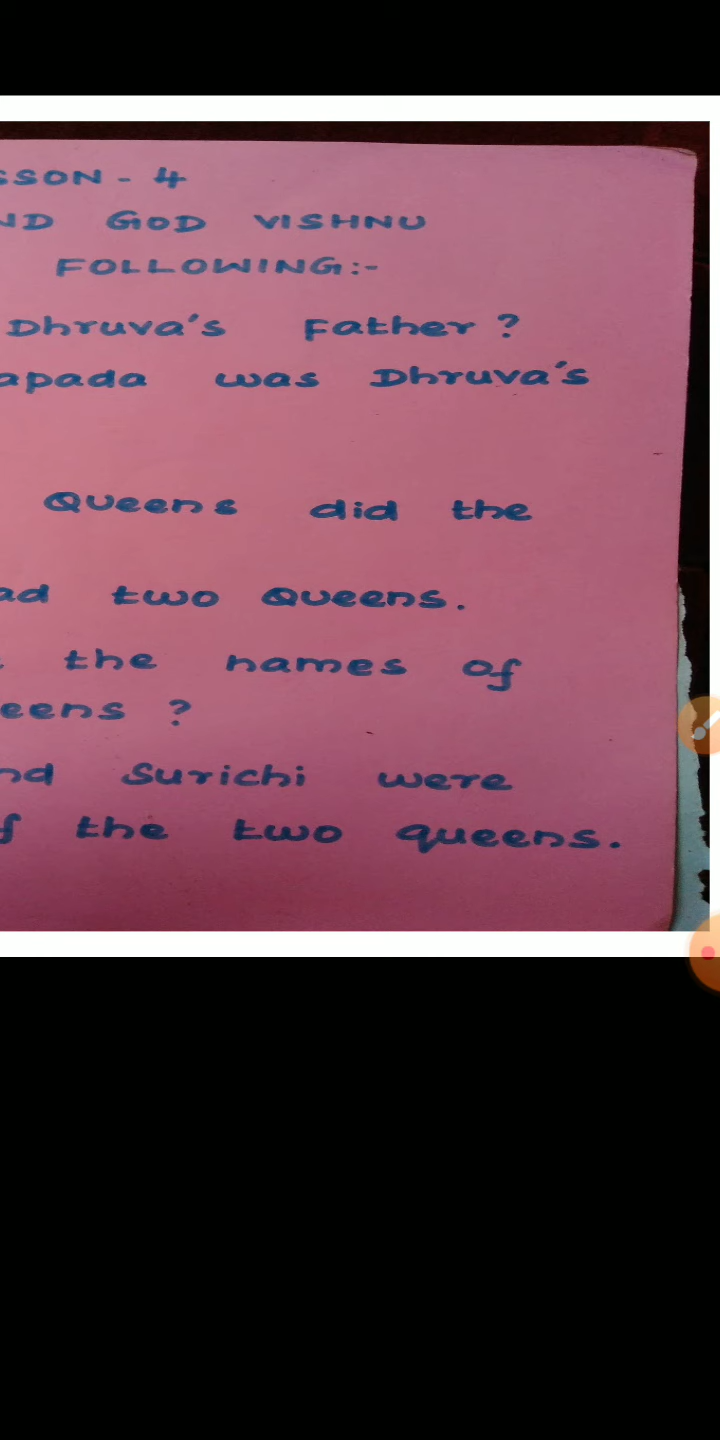 SSON - 4
ND GOD VISHNU
FOLLOWING:-
Dhruva's Father ?
apada was Dhruva's
Queens did the
ad two Queens.
the names of
eens ?
nd Surichi were
f the two queens.